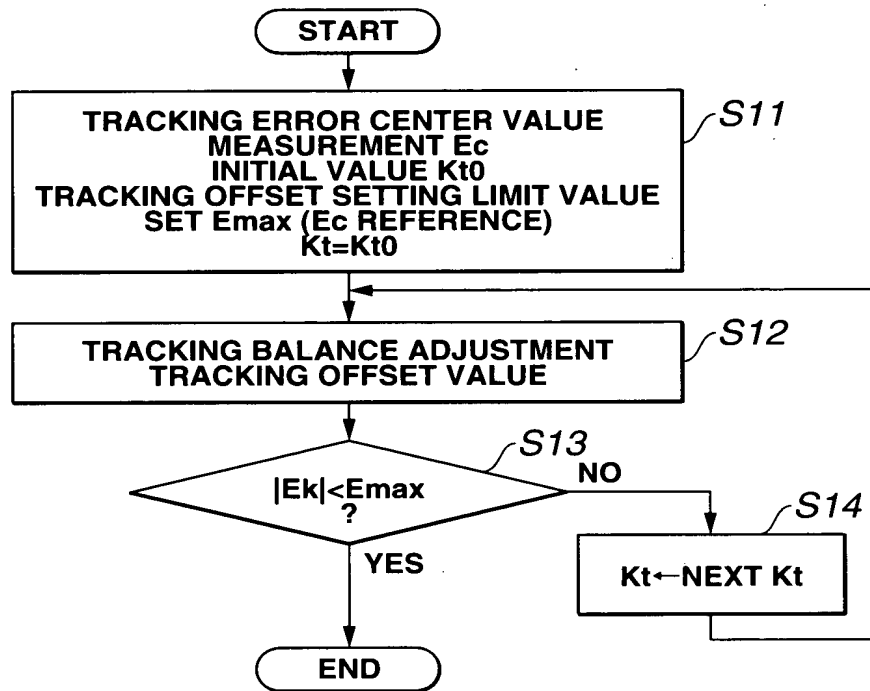 START
S11
TRACKING ERROR CENTER VALUE
MEASUREMENT Ec
INITIAL VALUE Kt0
TRACKING OFFSET SETTING LIMIT VALUE
SET Emax (Ec REFERENCE)
Kt=Kt0
S12
TRACKING BALANCE ADJUSTMENT
TRACKING OFFSET VALUE
S13
|Ek|<Emax
?
NO
YES
S14
Kt←NEXT Kt
END